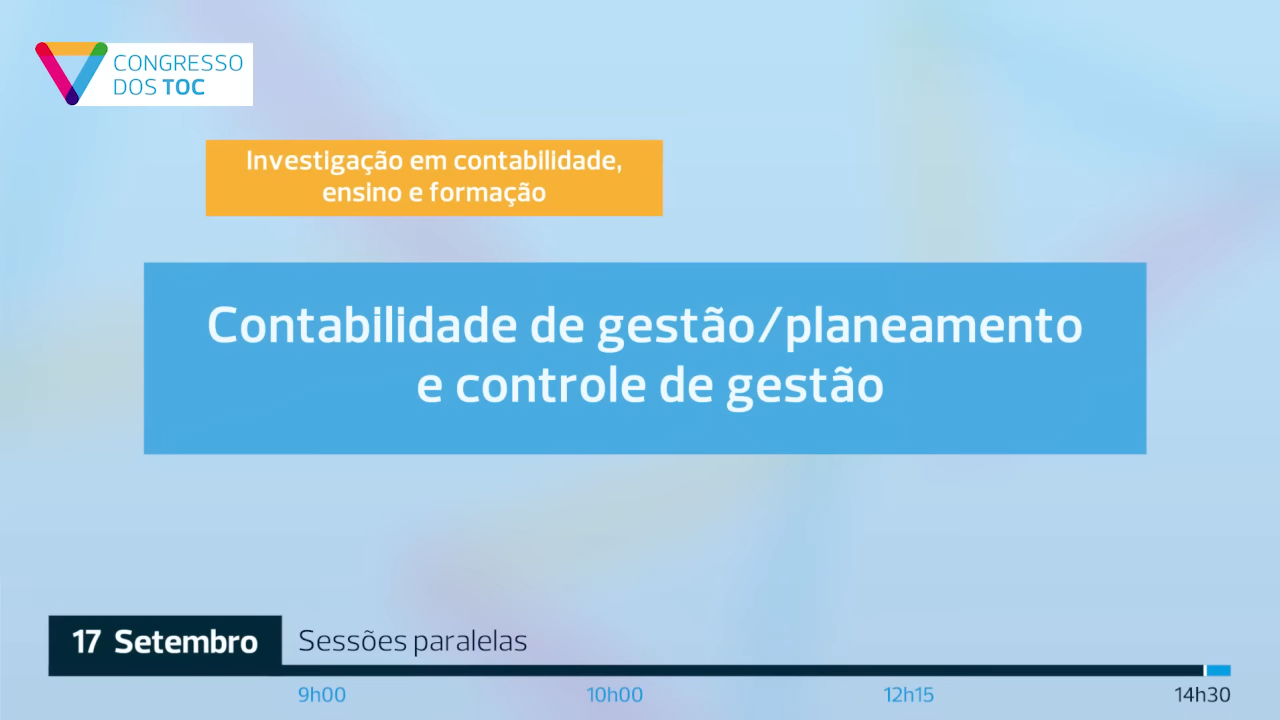 CONGRESSO
DOS TOC
Investigação em contabilidade,
ensino e formação
Contabilidade de gestão/planeamento
e controle de gestão
17 Setembro
Sessões paralelas
9h00
10h00
12h15
14h30